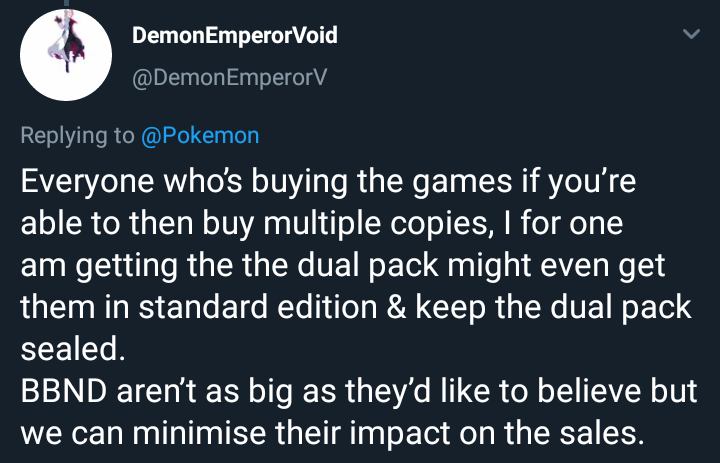 DemonEmperorVoid
@DemonEmperorV
Replying to @Pokemon
Everyone who's buying the games if you're
able to then buy multiple copies, I for one
am getting the the dual pack might even get
them in standard edition & keep the dual pack
sealed.
BBND aren't as big as they'd like to believe but
we can minimise their impact on the sales.